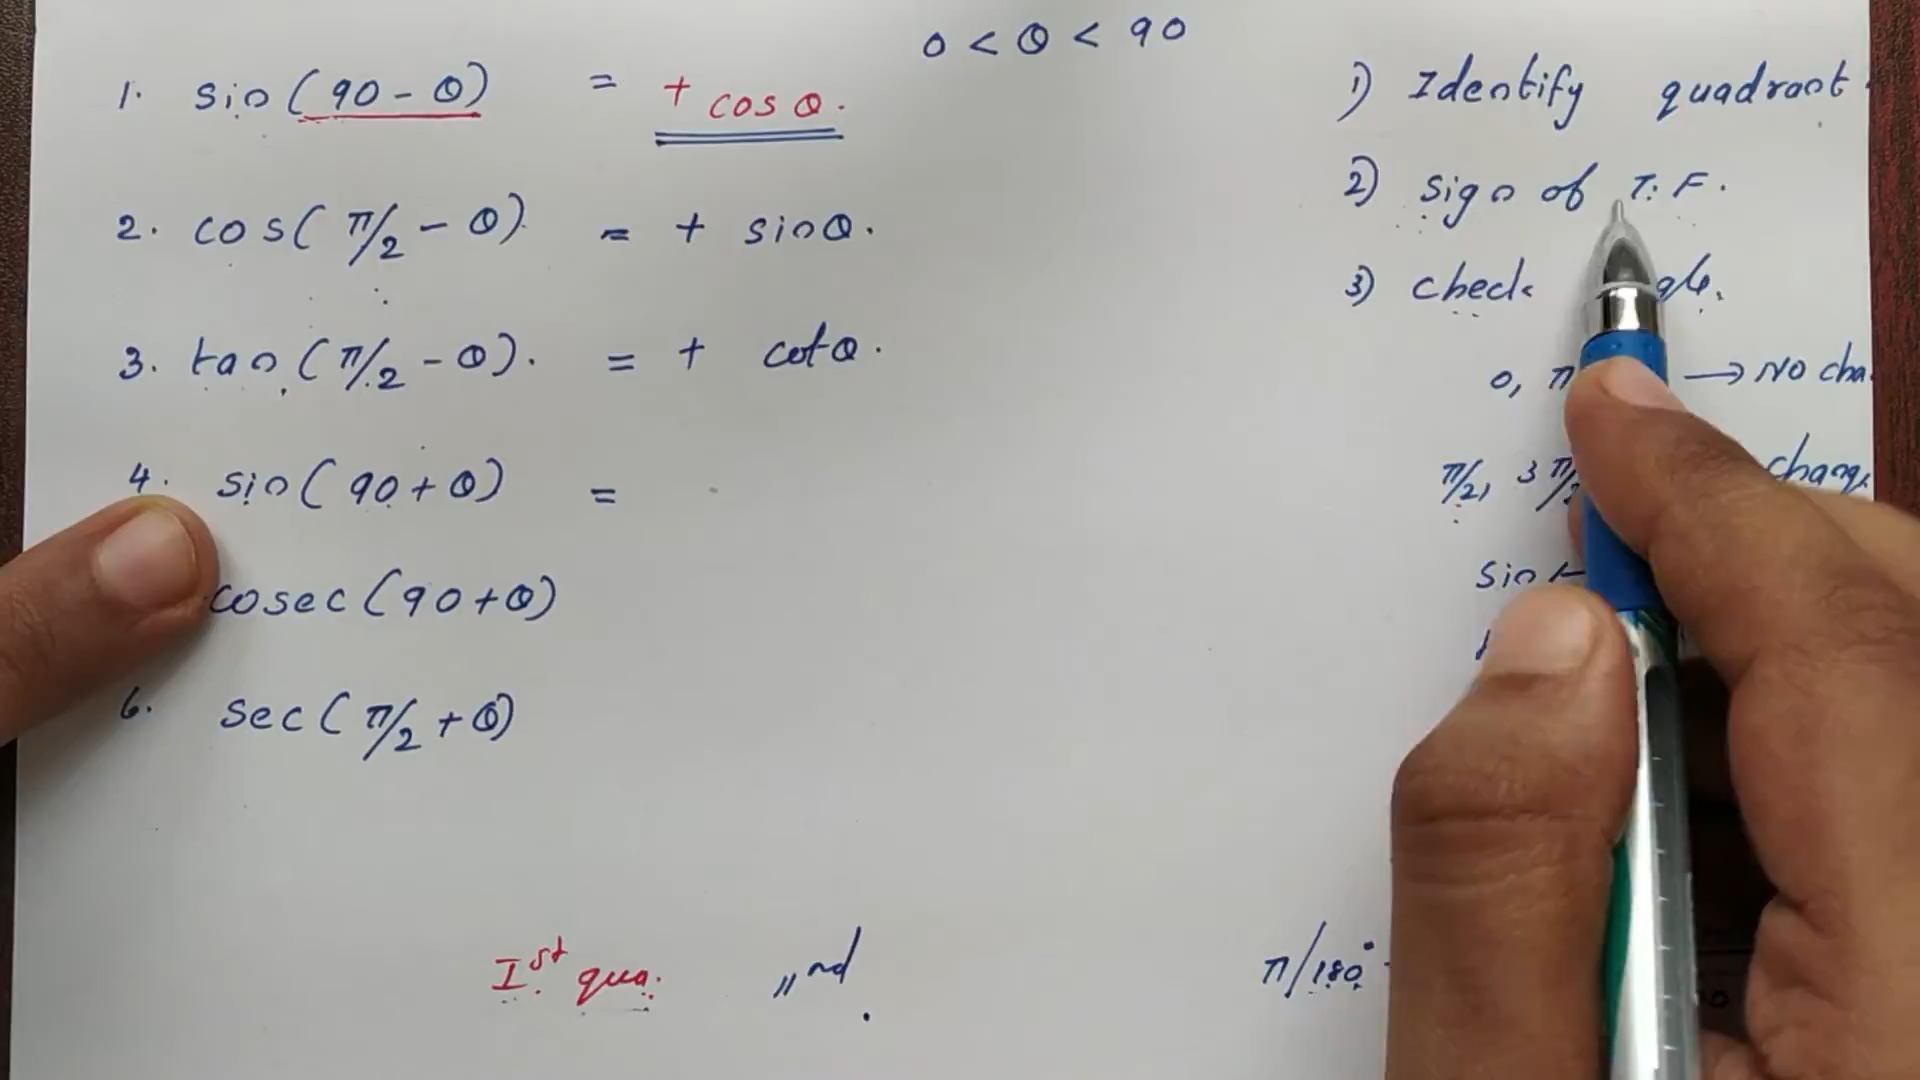 0 < θ < 90
1. sin(90 - θ) = + cos θ.
2. cos(π/2 - θ) = + sinθ.
3. tan(π/2 - θ). = + cotθ.
4. sin(90 + θ) =
cosec(90+θ)
6. sec(π/2 + θ)
Ist qua. IInd
1) Identify quadrant.
2) sign of T.F.
3) check
0, π → NO cha
π/2, 3π/2 chang
sin
π/180°